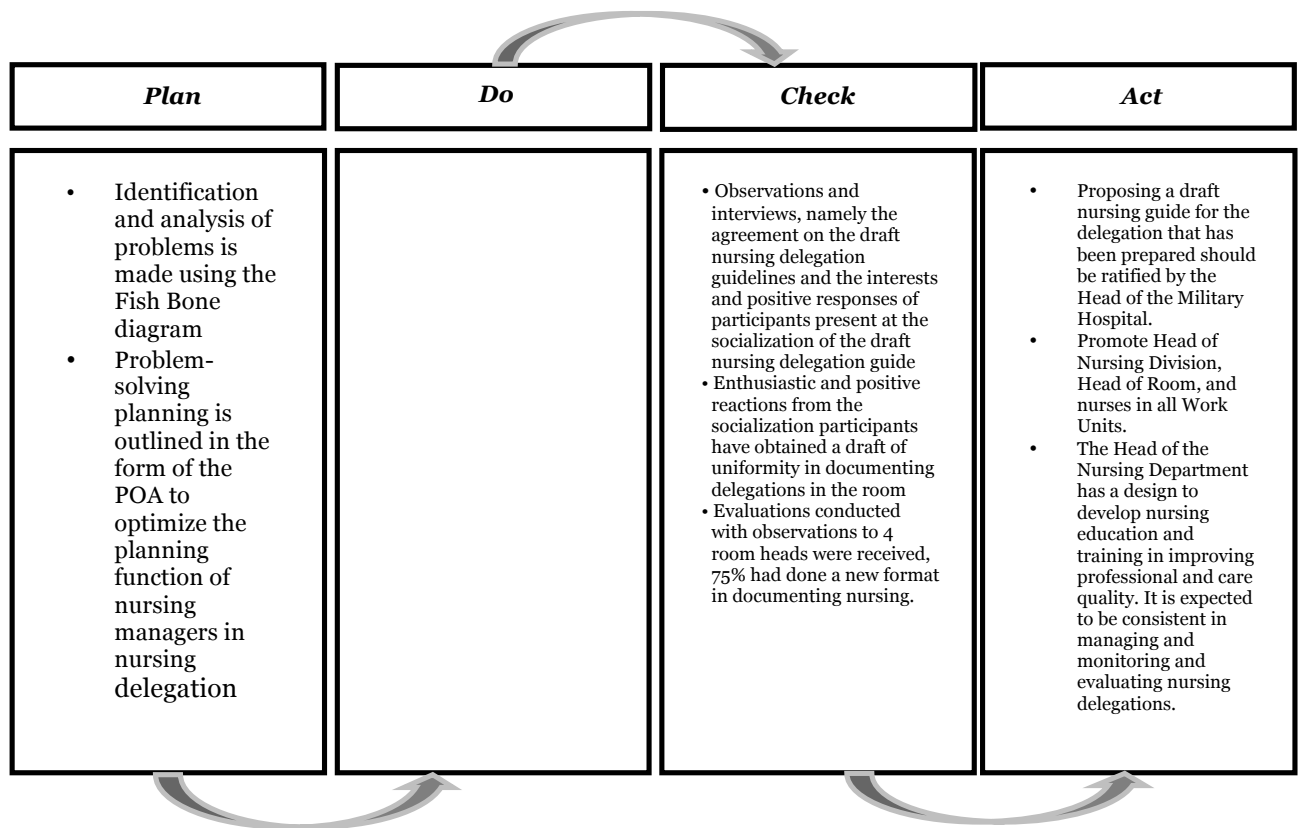 Plan
Do
Check
Act
• Identification
and analysis of
problems is
made using the
Fish Bone
diagram
• Problem-
solving
planning is
outlined in the
form of the
POA to
optimize the
planning
function of
nursing
managers in
nursing
delegation
• Observations and
interviews, namely the
agreement on the draft
nursing delegation
guidelines and the interests
and positive responses of
participants present at the
socialization of the draft
nursing delegation guide
• Enthusiastic and positive
reactions from the
socialization participants
have obtained a draft of
uniformity in documenting
delegations in the room
• Evaluations conducted
with observations to 4
room heads were received,
75% had done a new format
in documenting nursing.
• Proposing a draft
nursing guide for the
delegation that has
been prepared should
be ratified by the
Head of the Military
Hospital.
• Promote Head of
Nursing Division,
Head of Room, and
nurses in all Work
Units.
• The Head of the
Nursing Department
has a design to
develop nursing
education and
training in improving
professional and care
quality. It is expected
to be consistent in
managing and
monitoring and
evaluating nursing
delegations.